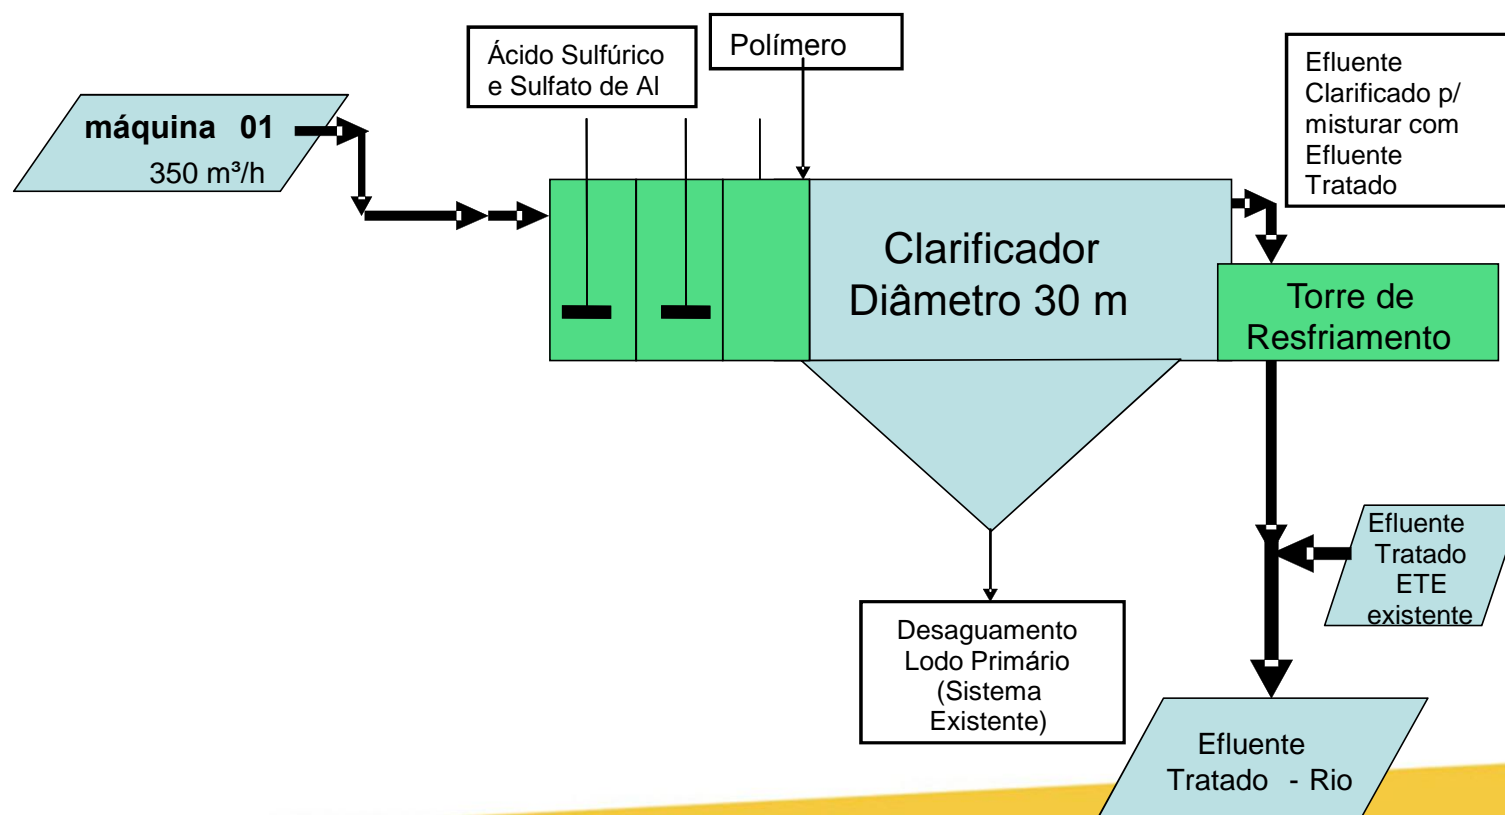 Ácido Sulfúrico
e Sulfato de Al
Polímero
Efluente
Clarificado p/
misturar com
Efluente
Tratado
máquina 01
350 m³/h
Clarificador
Diâmetro 30 m
Torre de
Resfriamento
Efluente
Tratado
ETE
existente
Desaguamento
Lodo Primário
(Sistema
Existente)
Efluente
Tratado - Rio